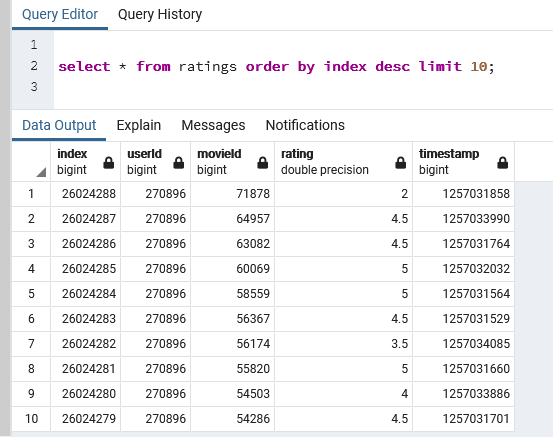 Query Editor Query History
1
2 select * from ratings order by index desc limit 10;
3
Data Output Explain Messages Notifications
index userId movieId rating timestamp
bigint bigint bigint double precision bigint
1 26024288 270896 71878 2 1257031858
2 26024287 270896 64957 4.5 1257033990
3 26024286 270896 63082 4.5 1257031764
4 26024285 270896 60069 5 1257032032
5 26024284 270896 58559 5 1257031564
6 26024283 270896 56367 4.5 1257031529
7 26024282 270896 56174 3.5 1257034085
8 26024281 270896 55820 5 1257031660
9 26024280 270896 54503 4 1257033886
10 26024279 270896 54286 4.5 1257031701